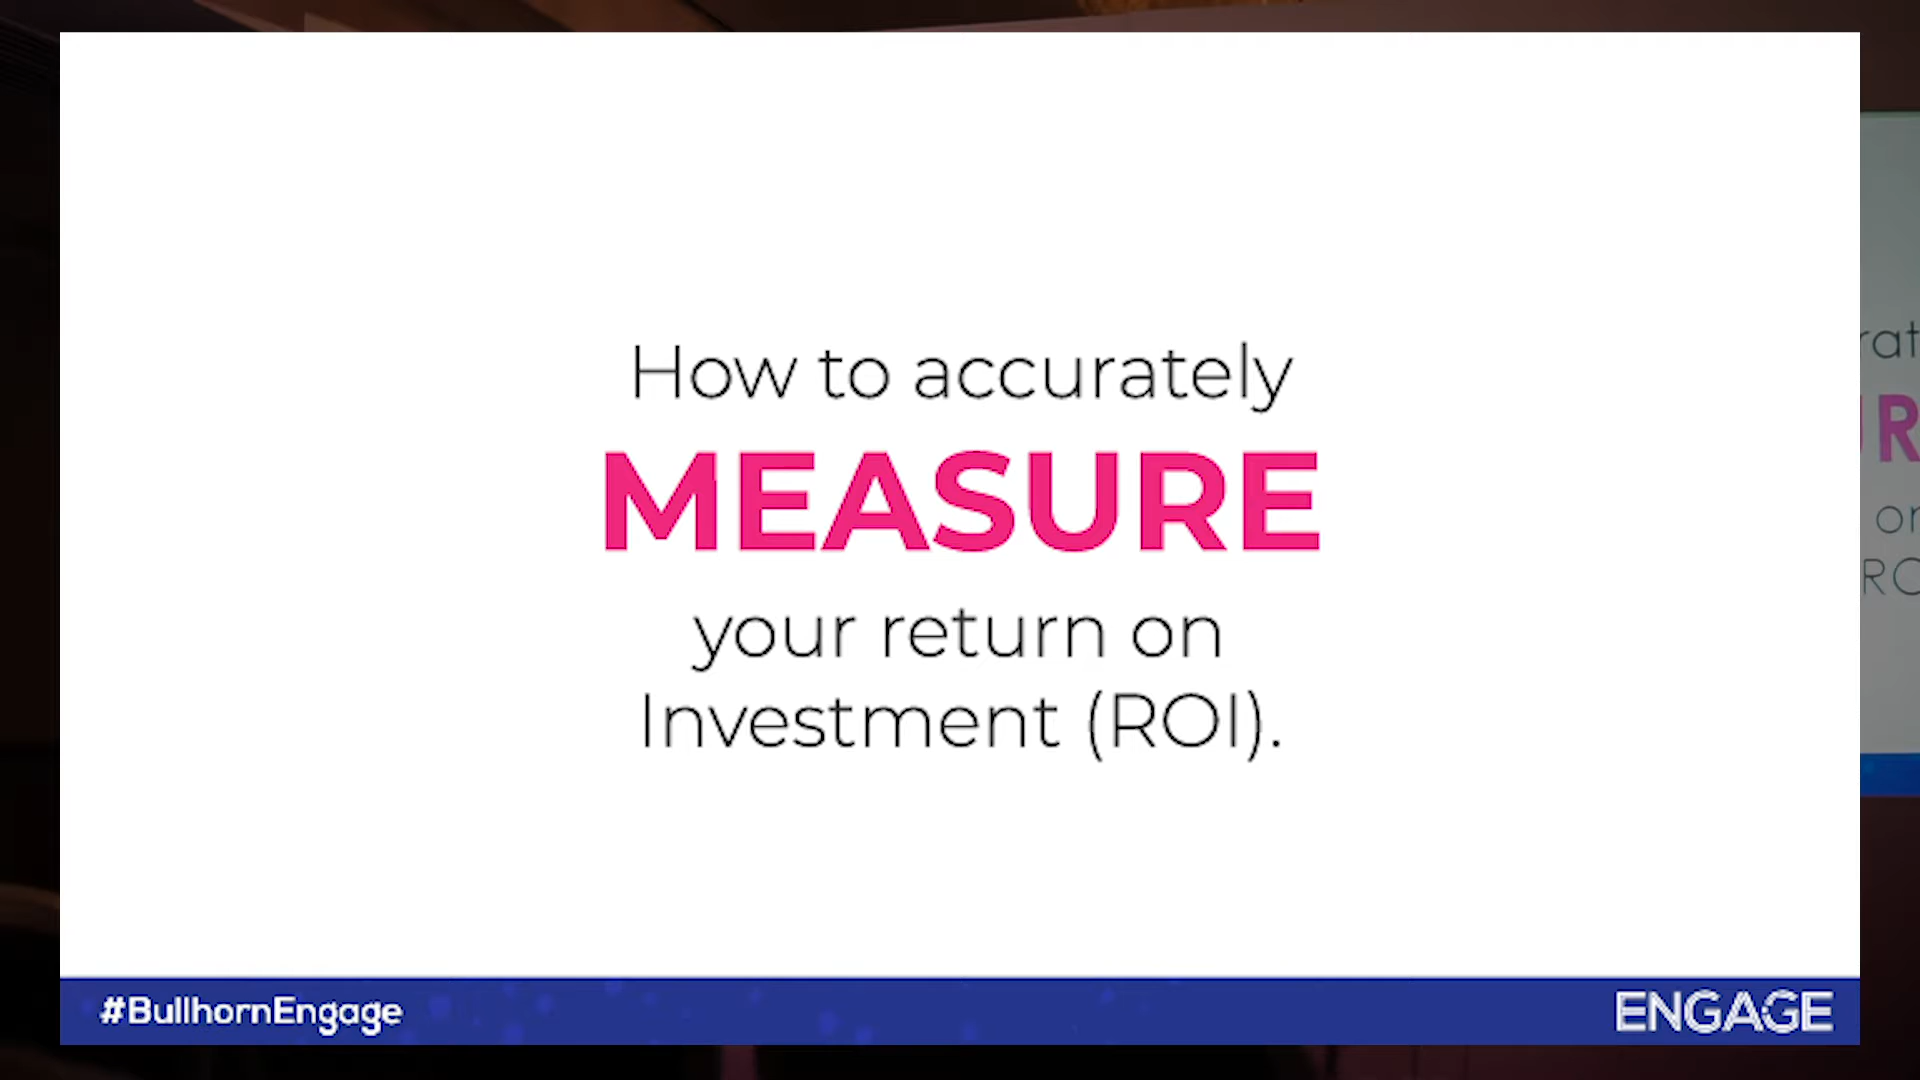 How to accurately
MEASURE
your return on
Investment (ROI).
#BullhornEngage
ENGAGE